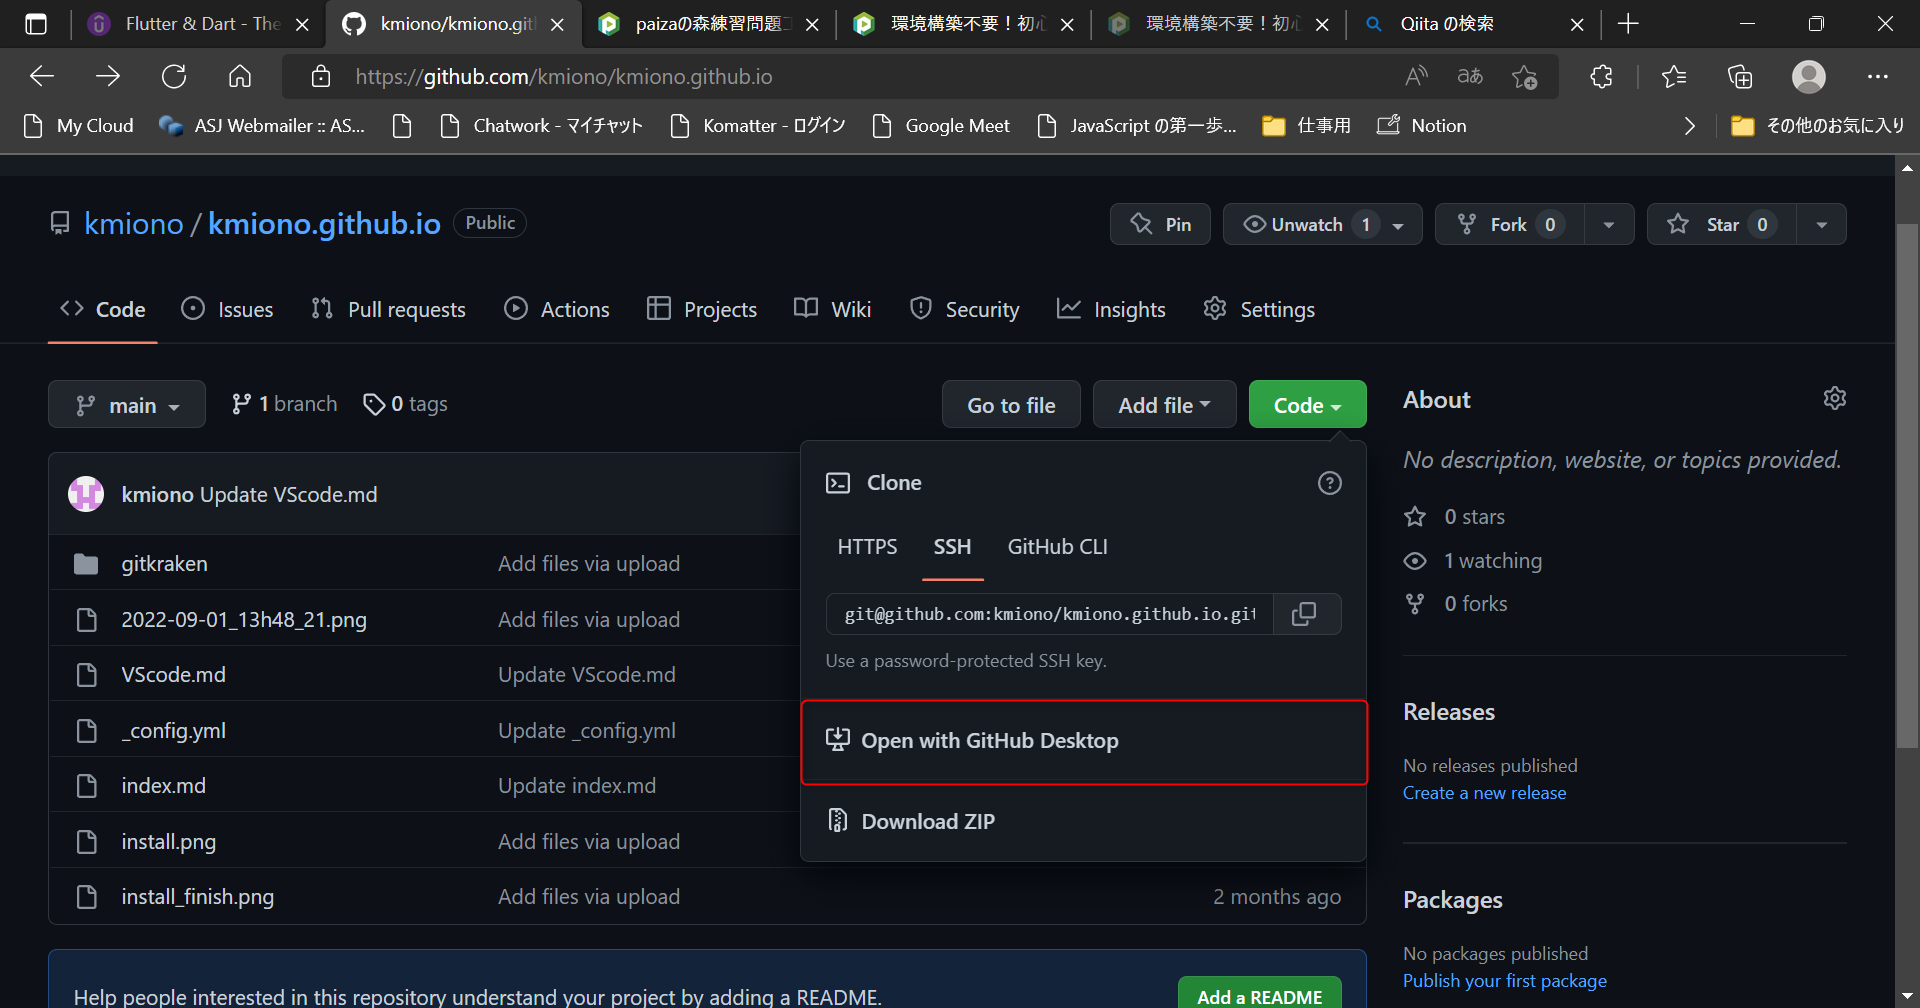 Flutter & Dart - The
kmiono/kmiono.git
paizaの森練習問題コ
環境構築不要！初心
環境構築不要！初心
Qiita の検索
https://github.com/kmiono/kmiono.github.io
My Cloud
ASJ Webmailer :: AS...
Chatwork - マイチャット
Komatter - ログイン
Google Meet
JavaScript の第一歩...
仕事用
Notion
その他のお気に入り
kmiono / kmiono.github.io Public
Pin
Unwatch 1
Fork 0
Star 0
Code
Issues
Pull requests
Actions
Projects
Wiki
Security
Insights
Settings
main
1 branch
0 tags
Go to file
Add file
Code
kmiono Update VScode.md
gitkraken Add files via upload
2022-09-01_13h48_21.png Add files via upload
VScode.md Update VScode.md
_config.yml Update _config.yml
index.md Update index.md
install.png Add files via upload
install_finish.png Add files via upload 2 months ago
Clone
HTTPS SSH GitHub CLI
git@github.com:kmiono/kmiono.github.io.git
Use a password-protected SSH key.
Open with GitHub Desktop
Download ZIP
Help people interested in this repository understand your project by adding a README.
Add a README
About
No description, website, or topics provided.
0 stars
1 watching
0 forks
Releases
No releases published
Create a new release
Packages
No packages published
Publish your first package